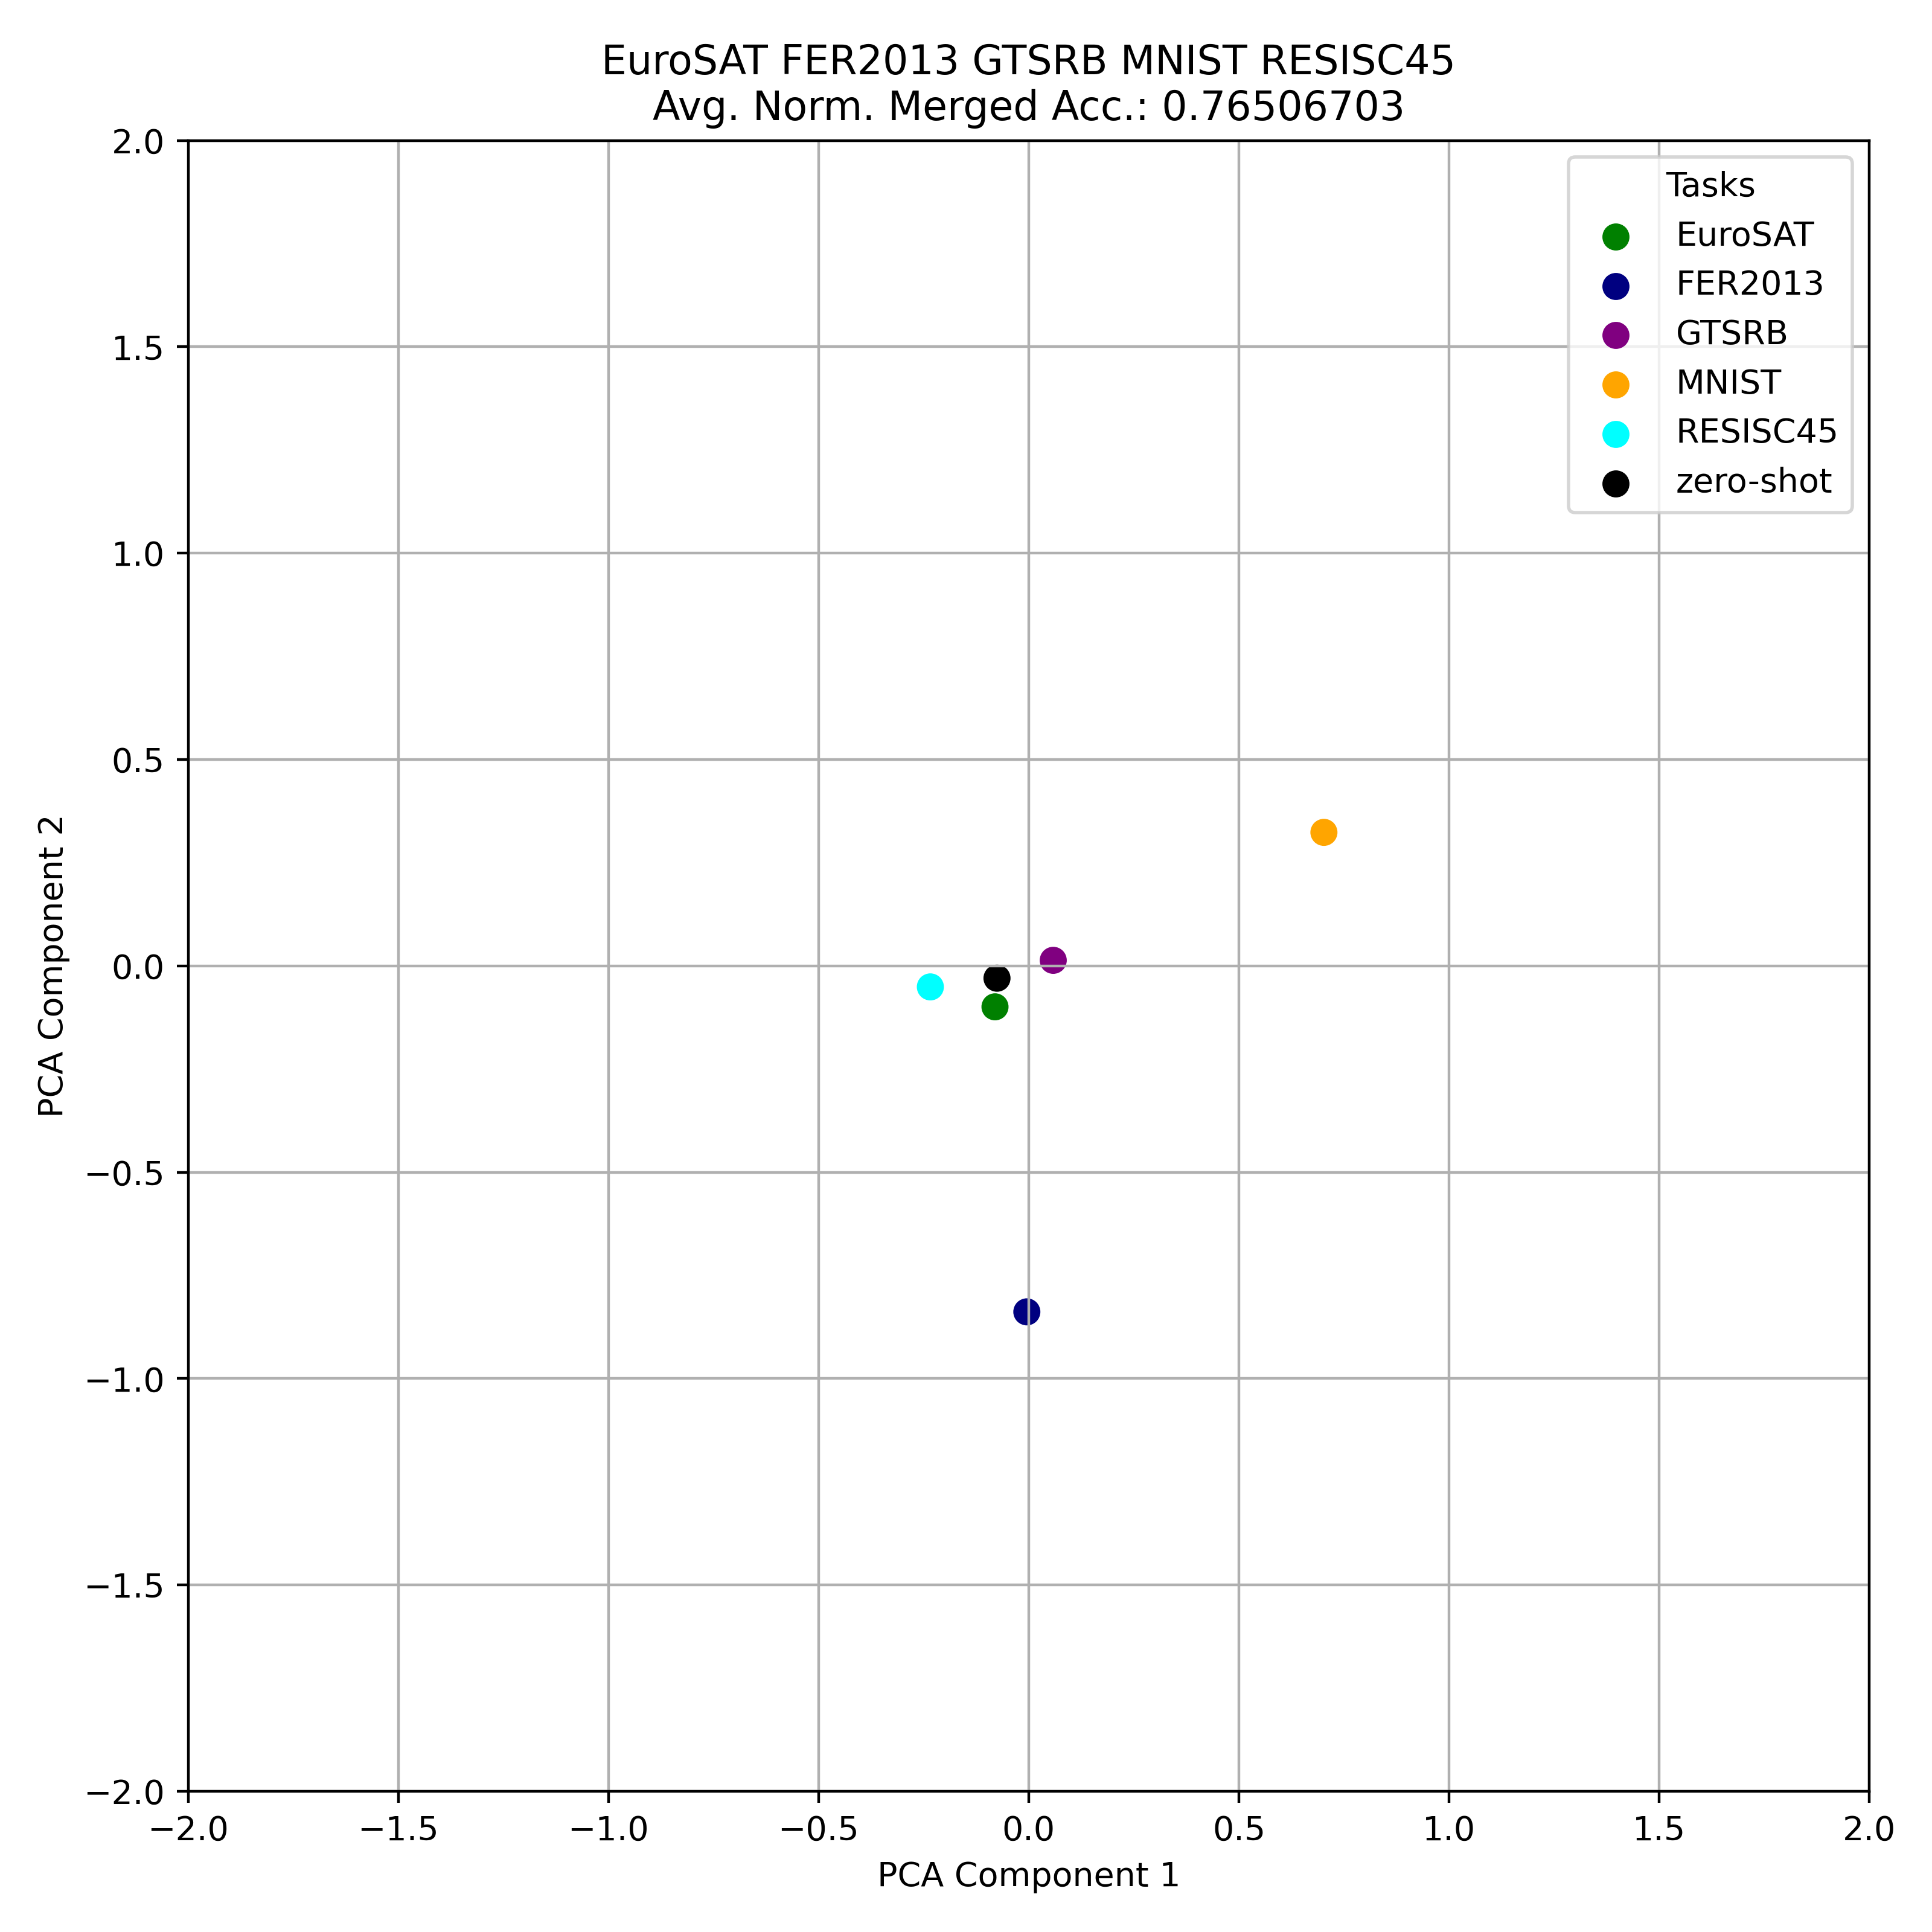 EuroSAT FER2013 GTSRB MNIST RESISC45
Avg. Norm. Merged Acc.: 0.76506703
Tasks
EuroSAT
FER2013
GTSRB
MNIST
RESISC45
zero-shot
PCA Component 2
2.0
1.5
1.0
0.5
0.0
−0.5
−1.0
−1.5
−2.0
−2.0 −1.5 −1.0 −0.5 0.0 0.5 1.0 1.5 2.0
PCA Component 1